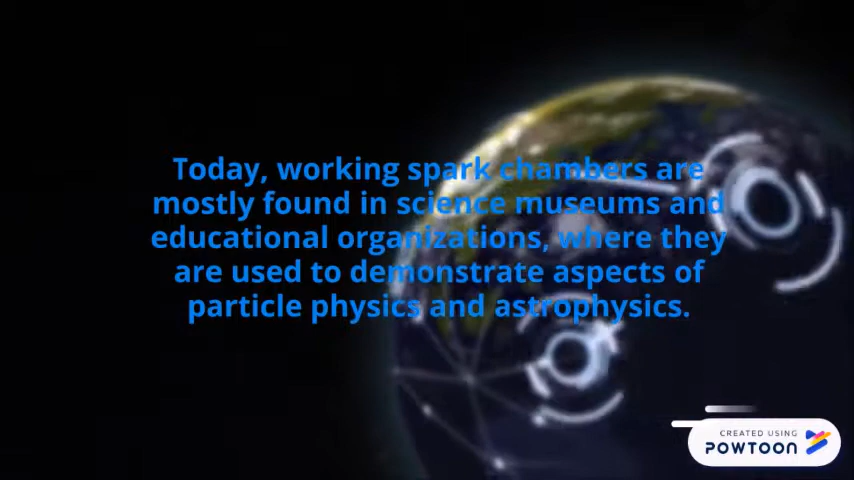 Today, working spark chambers are
mostly found in science museums and
educational organizations, where they
are used to demonstrate aspects of
particle physics and astrophysics.
CREATED USING
POWTOON